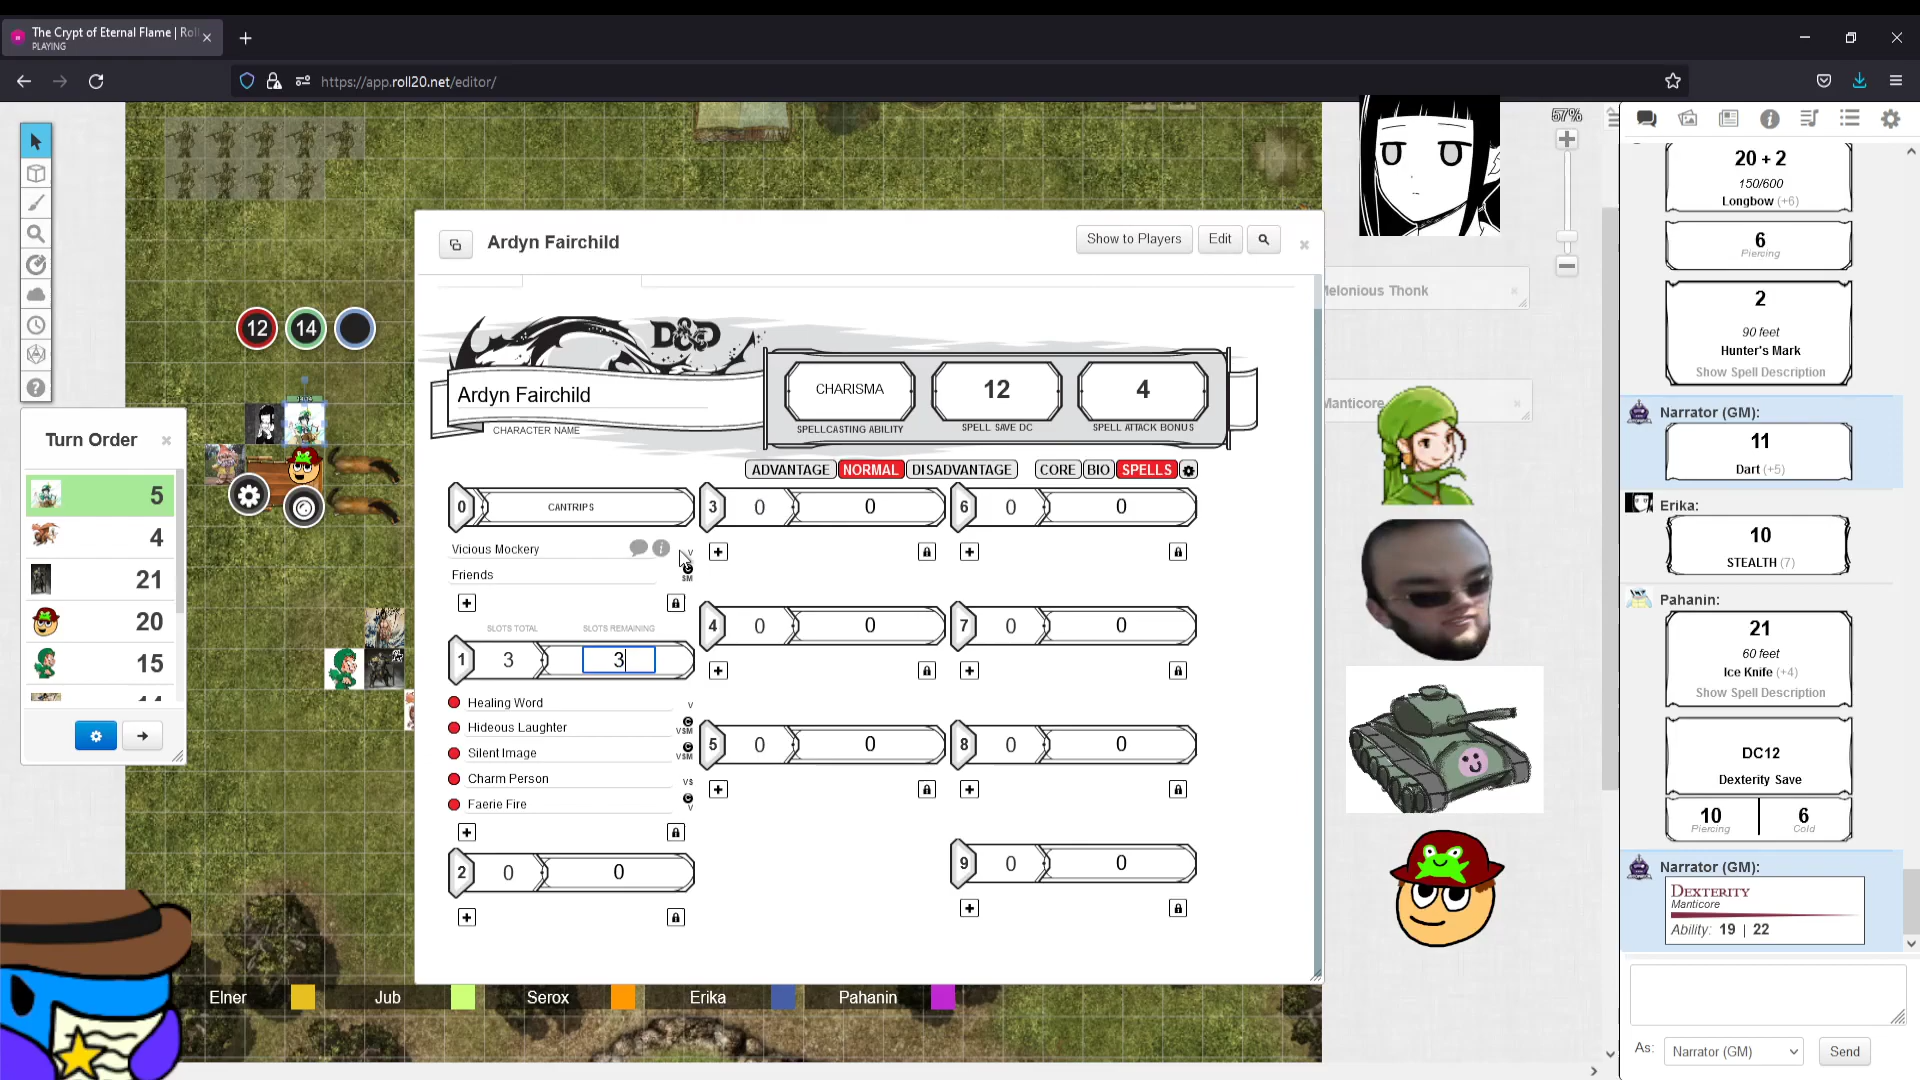 The Crypt of Eternal Flame | Roll
PLAYING
https://app.roll20.net/editor/
57%
12
14
Turn Order
5
4
21
20
15
Ardyn Fairchild
Show to Players
Edit
D&D
Ardyn Fairchild
CHARACTER NAME
CHARISMA
SPELLCASTING ABILITY
12
SPELL SAVE DC
4
SPELL ATTACK BONUS
ADVANTAGE
NORMAL
DISADVANTAGE
CORE
BIO
SPELLS
0
CANTRIPS
Vicious Mockery
V
Friends
C
SM
SLOTS TOTAL
SLOTS REMAINING
1
3
3
Healing Word
V
Hideous Laughter
C
VSM
Silent Image
C
VSM
Charm Person
VS
Faerie Fire
C
V
2
0
0
3
0
0
4
0
0
5
0
0
6
0
0
7
0
0
8
0
0
9
0
0
Melonious Thonk
Manticore
Elner
Jub
Serox
Erika
Pahanin
20 + 2
150/600
Longbow (+6)
6
Piercing
2
90 feet
Hunter's Mark
Show Spell Description
Narrator (GM):
11
Dart (+5)
Erika:
10
STEALTH (7)
Pahanin:
21
60 feet
Ice Knife (+4)
Show Spell Description
DC12
Dexterity Save
10
Piercing
6
Cold
Narrator (GM):
DEXTERITY
Manticore
Ability: 19 | 22
As:
Narrator (GM)
Send